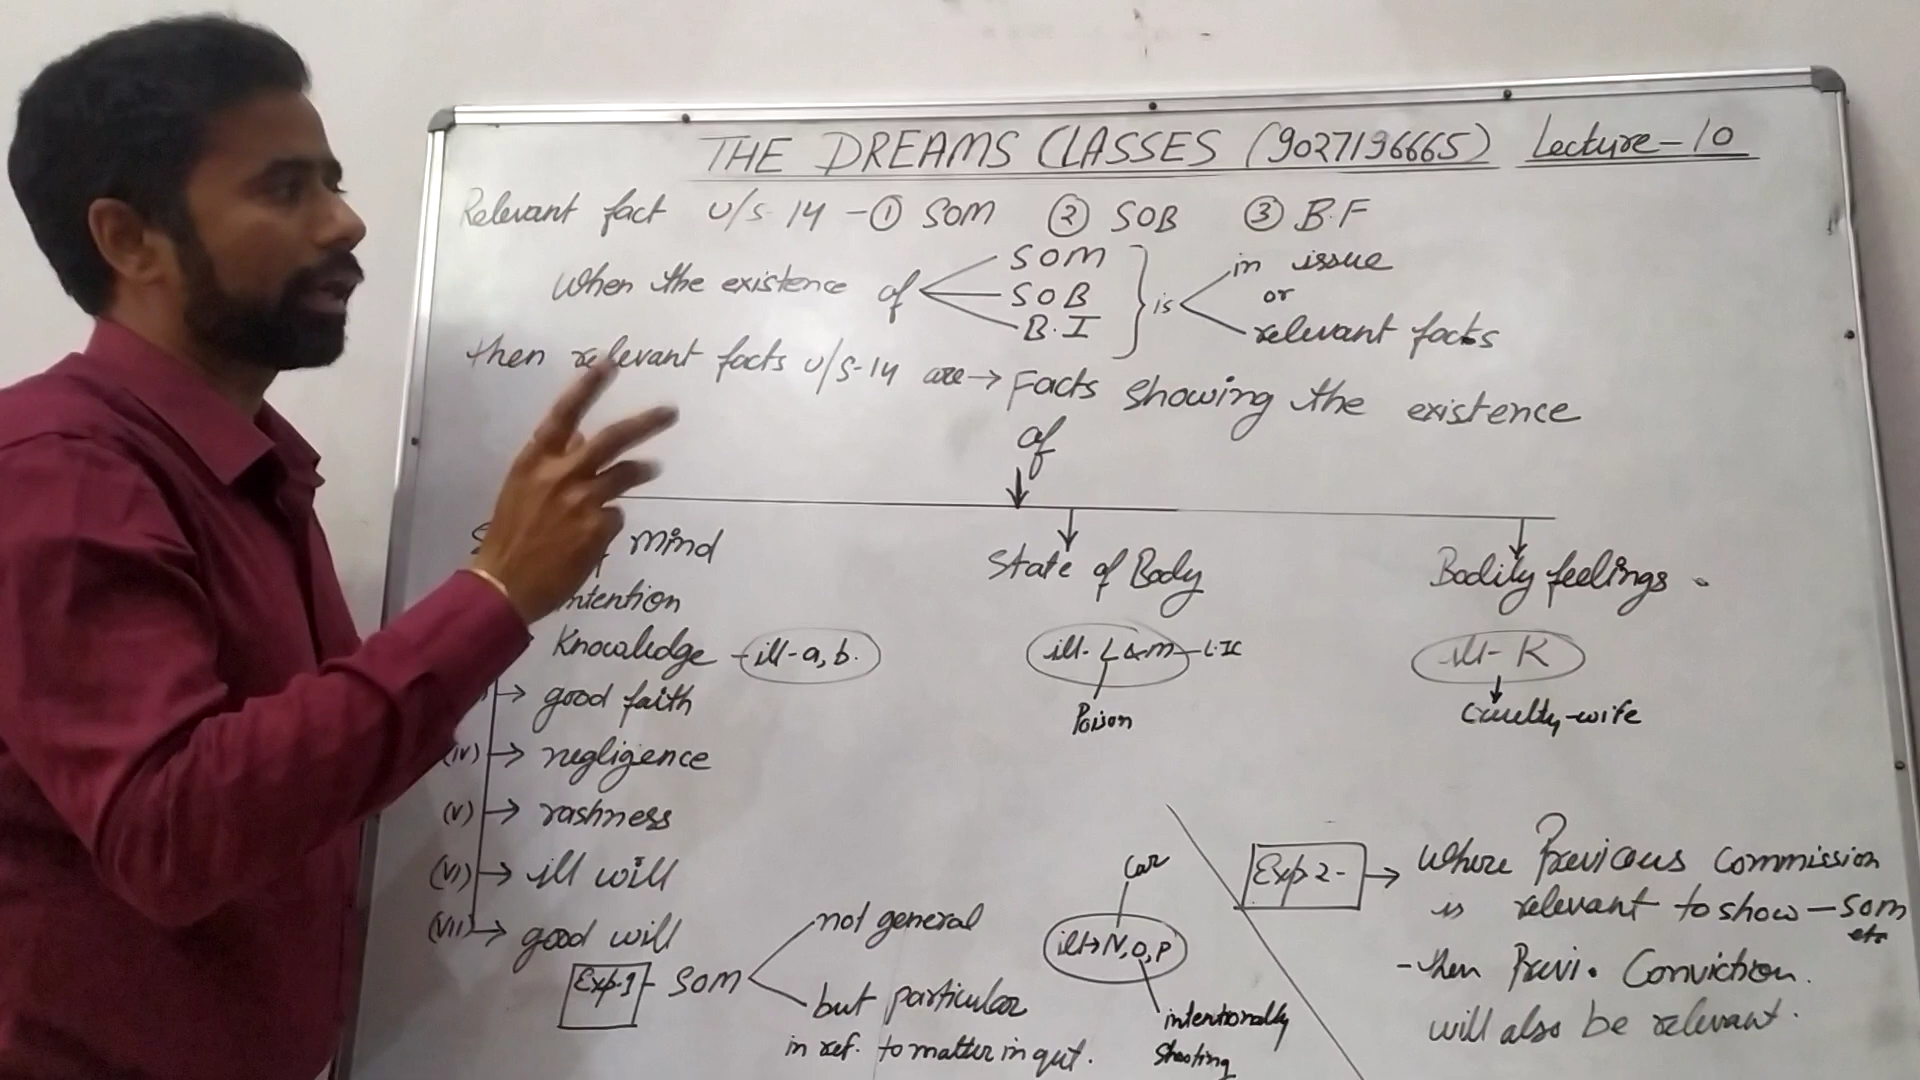 THE DREAMS CLASSES (9027196665) Lecture-10
Relevant fact U/S 14 - ① SOM ② SOB ③ B.F
When the existence of SOM SOB B.I } is in issue or relevant facts
then relevant facts U/S-14 are → Facts showing the existence
of
mind
intention
Knowledge - ill-a, b.
→ good faith
(iv) → negligence
(v) → rashness
(vi) → ill will
(vii) → good will
State of Body
ill. L & m - LIC
Poison
Bodily feelings.
ill- K
Cruelty-wife
Exp.1 - SOM
not general
but particular
in ref. to matter in qut.
car
ill → N, O, P
intentionally
Shooting
Exp 2 - → Where Previous Commission
is relevant to show - SOM
etc
- then Previ. Conviction.
will also be relevant.